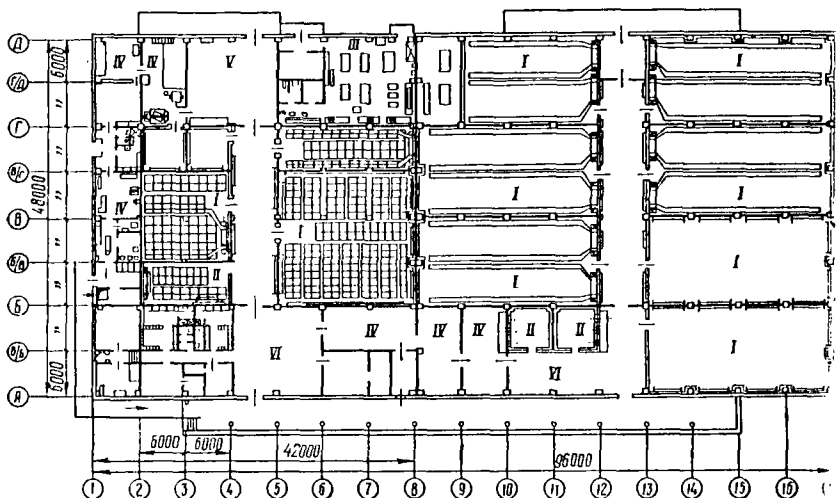 Д
IV IV V III I I
6000
Г/Д
"
Г
"
В/Г
I I I
"
48000
IV
В
"
I I
Б/В
II I
"
Б
"
IV IV IV II II
VI I
VI
6000
А
6000 6000
42000
96000
1 2 3 4 5 6 7 8 9 10 11 12 13 14 15 16